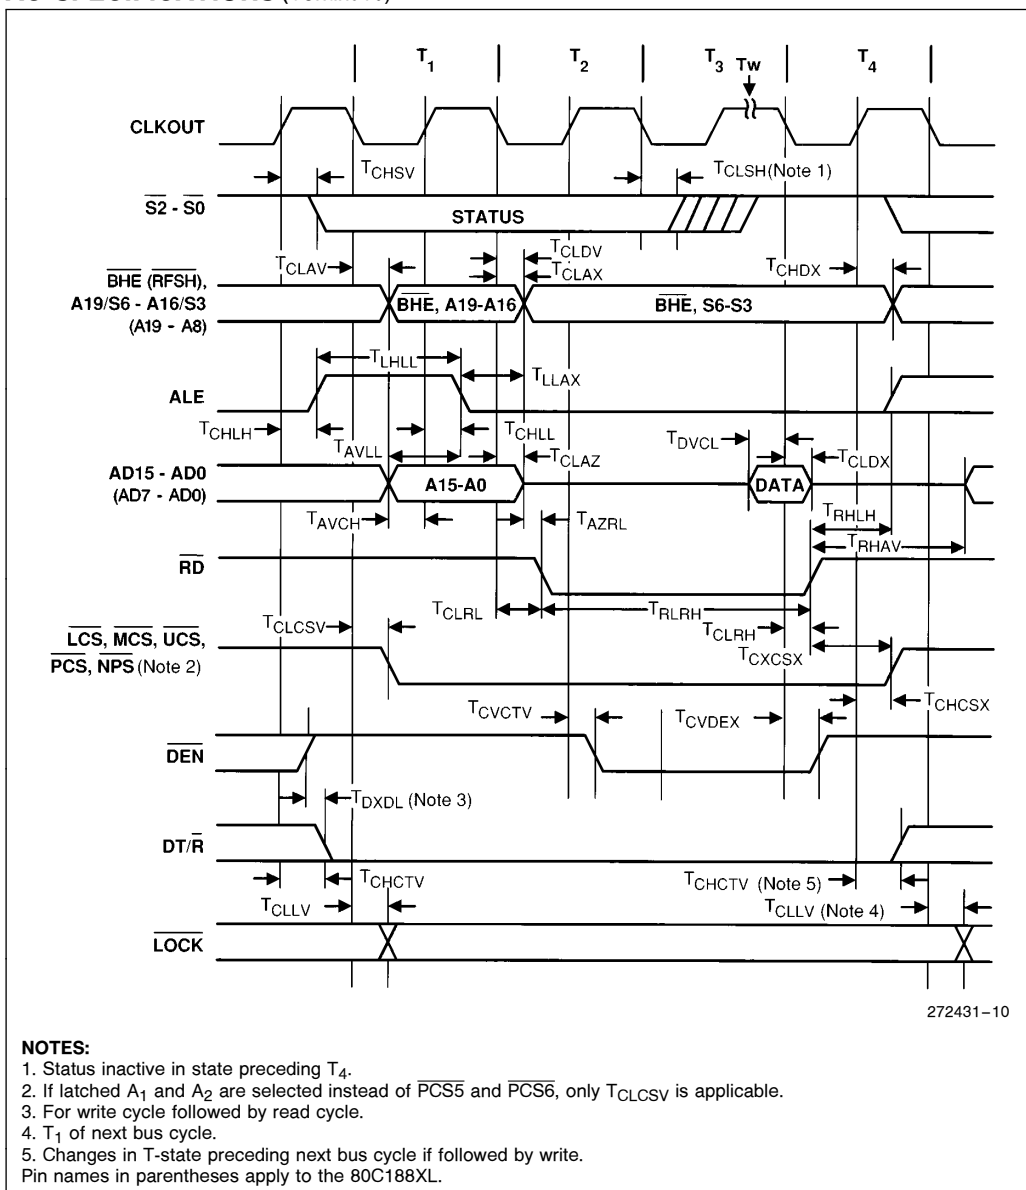 T1 T2 T3 Tw T4
CLKOUT
TCHSV TCLSH (Note 1)
S2 - S0
STATUS
TCLDV
TCLAV TCLAX TCHDX
BHE (RFSH),
A19/S6 - A16/S3
(A19 - A8)
BHE, A19-A16 BHE, S6-S3
TLHLL
TLLAX
ALE
TCHLH TCHLL
TAVLL TDVCL
TCLAZ TCLDX
AD15 - AD0
(AD7 - AD0)
A15-A0 DATA
TAVCH TAZRL TRHLH
TRHAV
RD
TCLRL TRLRH
TCLCSV TCLRH
LCS, MCS, UCS,
PCS, NPS (Note 2)
TCXCSX
TCHCSX
TCVCTV TCVDEX
DEN
TDXDL (Note 3)
DT/R
TCHCTV TCHCTV (Note 5)
TCLLV TCLLV (Note 4)
LOCK
272431–10
NOTES:
1. Status inactive in state preceding T4.
2. If latched A1 and A2 are selected instead of PCS5 and PCS6, only TCLCSV is applicable.
3. For write cycle followed by read cycle.
4. T1 of next bus cycle.
5. Changes in T-state preceding next bus cycle if followed by write.
Pin names in parentheses apply to the 80C188XL.